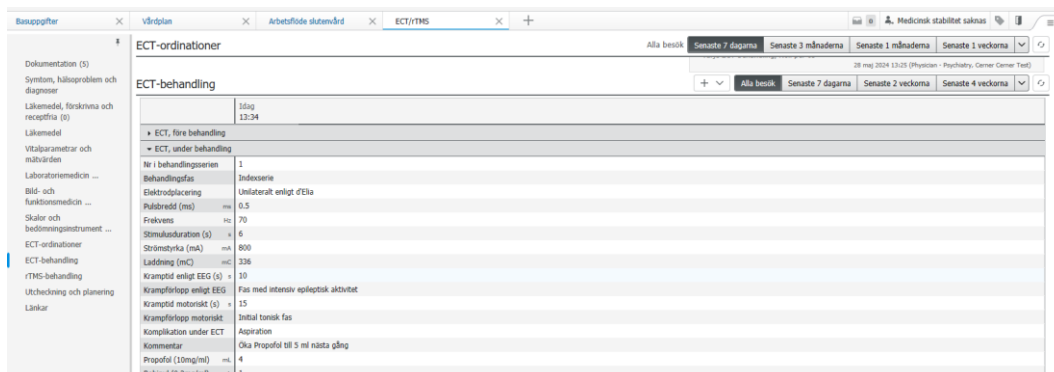 Basuppgifter × Vårdplan × Arbetsflöde slutenvård × ECT/rTMS × +
Medicinsk stabilitet saknas
ECT-ordinationer
Alla besök Senaste 7 dagarna Senaste 3 månaderna Senaste 1 månaderna Senaste 1 veckorna
28 maj 2024 13:25 (Physician - Psychiatry, Cerner Cerner Test)
ECT-behandling
Alla besök Senaste 7 dagarna Senaste 2 veckorna Senaste 4 veckorna
Dokumentation (5)
Symtom, hälsoproblem och
diagnoser
Läkemedel, förskrivna och
receptfria (0)
Läkemedel
Vitalparametrar och
mätvärden
Laboratoriemedicin ...
Bild- och
funktionsmedicin ...
Skalor och
bedömningsinstrument ...
ECT-ordinationer
ECT-behandling
rTMS-behandling
Utcheckning och planering
Länkar
Idag
13:34
ECT, före behandling
ECT, under behandling
Nr i behandlingsserien 1
Behandlingsfas Indexserie
Elektrodplacering Unilateralt enligt d'Elia
Pulsbredd (ms) ms 0.5
Frekvens Hz 70
Stimulusduration (s) s 6
Strömstyrka (mA) mA 800
Laddning (mC) mC 336
Kramptid enligt EEG (s) s 10
Krampförlopp enligt EEG Fas med intensiv epileptisk aktivitet
Kramptid motoriskt (s) s 15
Krampförlopp motoriskt Initial tonisk fas
Komplikation under ECT Aspiration
Kommentar Öka Propofol till 5 ml nästa gång
Propofol (10mg/ml) mL 4